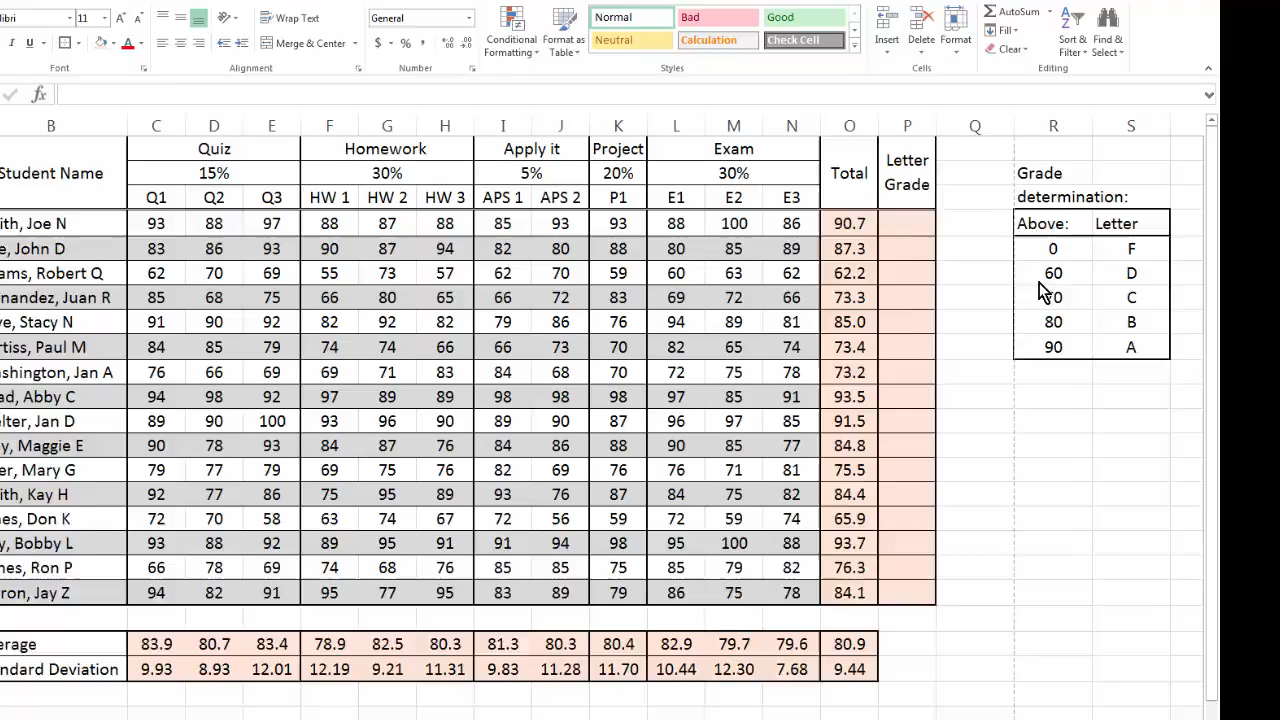 11 Wrap Text General Normal Bad Good AutoSum
Conditional Formatting Format as Table Insert Delete Format Fill Sort & Filter Find & Select
I U A Merge & Center $ % , Neutral Calculation Check Cell Clear
Font Alignment Number Styles Cells Editing
fx
B C D E F G H I J K L M N O P Q R S
Student Name Quiz Homework Apply it Project Exam Total Letter Grade Grade determination:
15% 30% 5% 20% 30%
Q1 Q2 Q3 HW 1 HW 2 HW 3 APS 1 APS 2 P1 E1 E2 E3
ith, Joe N 93 88 97 88 87 88 85 93 93 88 100 86 90.7 Above: Letter
e, John D 83 86 93 90 87 94 82 80 88 80 85 89 87.3 0 F
ams, Robert Q 62 70 69 55 73 57 62 70 59 60 63 62 62.2 60 D
nandez, Juan R 85 68 75 66 80 65 66 72 83 69 72 66 73.3 70 C
ve, Stacy N 91 90 92 82 92 82 79 86 76 94 89 81 85.0 80 B
rtiss, Paul M 84 85 79 74 74 66 66 73 70 82 65 74 73.4 90 A
shington, Jan A 76 66 69 69 71 83 84 68 70 72 75 78 73.2
ad, Abby C 94 98 92 97 89 89 98 98 98 97 85 91 93.5
elter, Jan D 89 90 100 93 96 90 89 90 87 96 97 85 91.5
y, Maggie E 90 78 93 84 87 76 84 86 88 90 85 77 84.8
er, Mary G 79 77 79 69 75 76 82 69 76 76 71 81 75.5
ith, Kay H 92 77 86 75 95 89 93 76 87 84 75 82 84.4
nes, Don K 72 70 58 63 74 67 72 56 59 72 59 74 65.9
y, Bobby L 93 88 92 89 95 91 91 94 98 95 100 88 93.7
nes, Ron P 66 78 69 74 68 76 85 85 75 85 79 82 76.3
ron, Jay Z 94 82 91 95 77 95 83 89 79 86 75 78 84.1
erage 83.9 80.7 83.4 78.9 82.5 80.3 81.3 80.3 80.4 82.9 79.7 79.6 80.9
andard Deviation 9.93 8.93 12.01 12.19 9.21 11.31 9.83 11.28 11.70 10.44 12.30 7.68 9.44